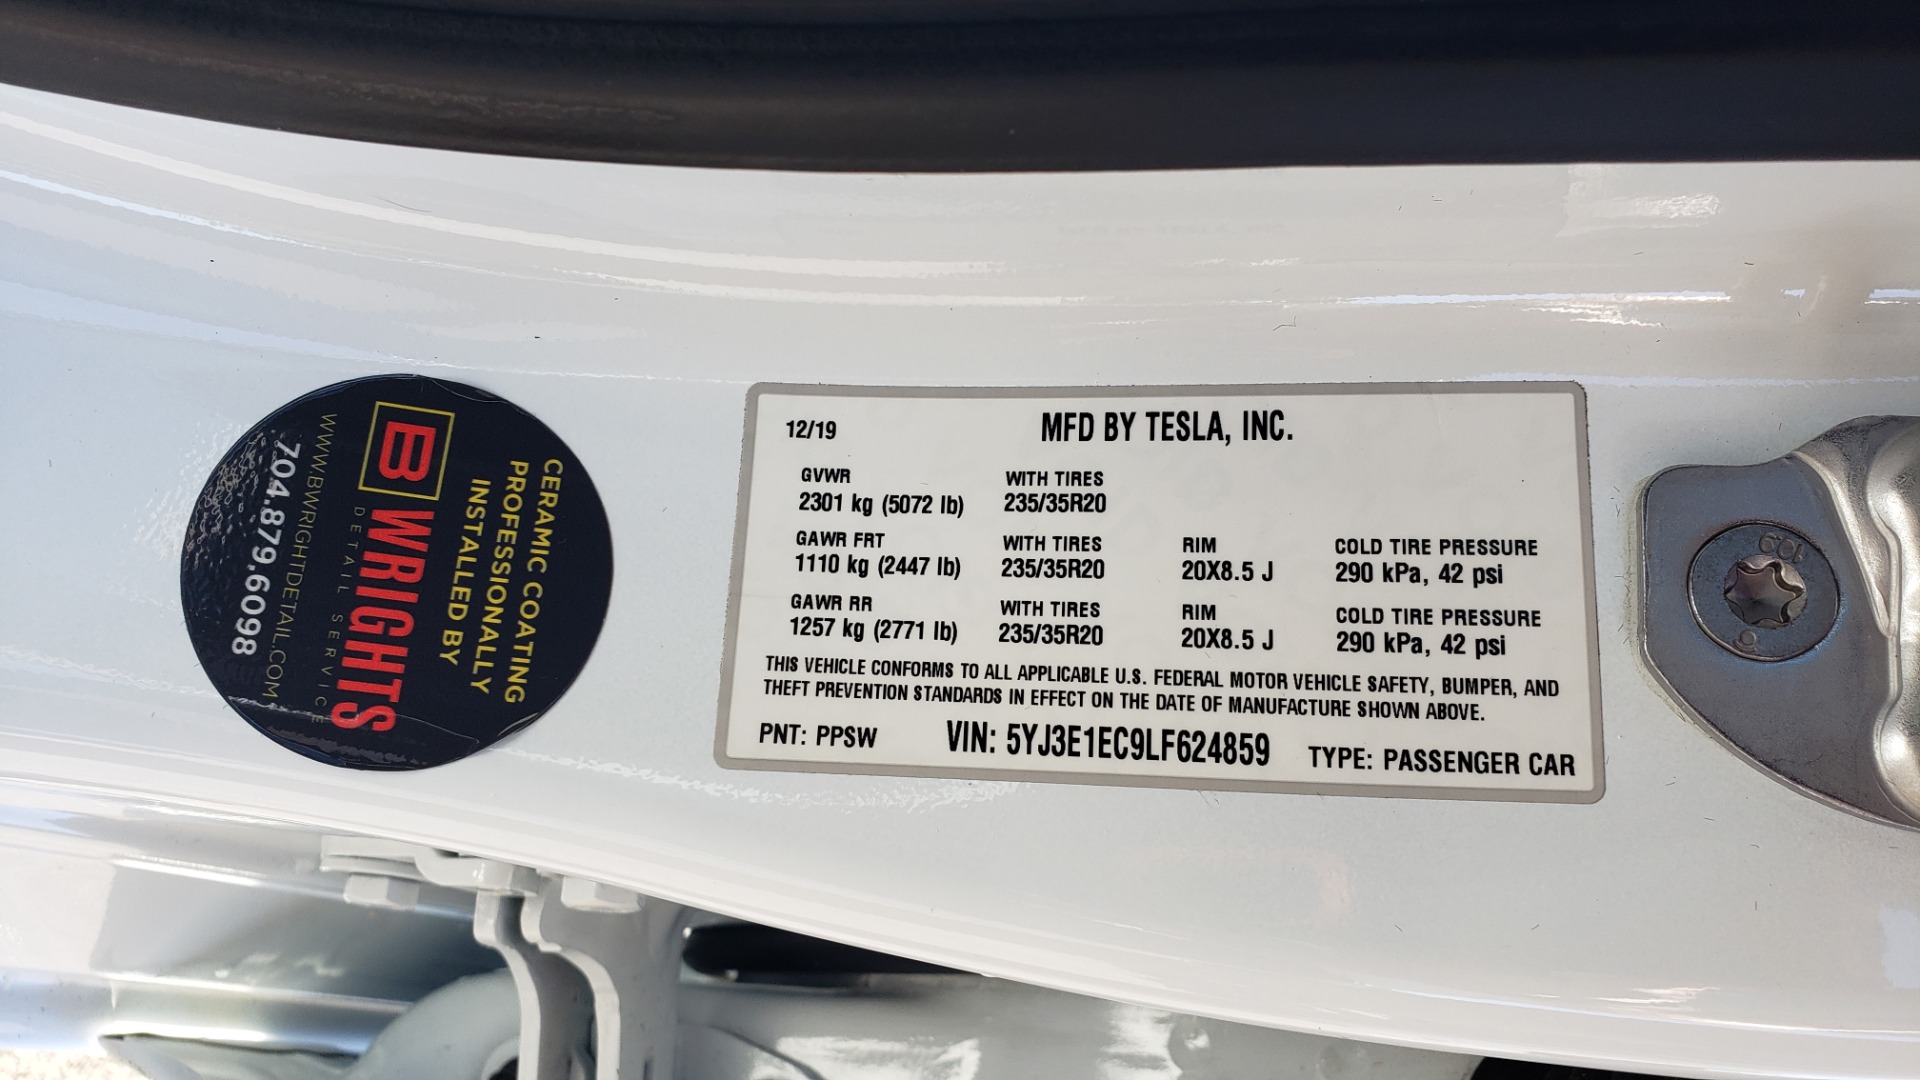 CERAMIC COATING
PROFESSIONALLY
INSTALLED BY
B WRIGHTS
DETAIL SERVICE
WWW.BWRIGHTDETAIL.COM
704.879.6098
12/19 MFD BY TESLA, INC.
GVWR WITH TIRES
2301 kg (5072 lb) 235/35R20
GAWR FRT WITH TIRES RIM COLD TIRE PRESSURE
1110 kg (2447 lb) 235/35R20 20X8.5 J 290 kPa, 42 psi
GAWR RR WITH TIRES RIM COLD TIRE PRESSURE
1257 kg (2771 lb) 235/35R20 20X8.5 J 290 kPa, 42 psi
THIS VEHICLE CONFORMS TO ALL APPLICABLE U.S. FEDERAL MOTOR VEHICLE SAFETY, BUMPER, AND
THEFT PREVENTION STANDARDS IN EFFECT ON THE DATE OF MANUFACTURE SHOWN ABOVE.
PNT: PPSW VIN: 5YJ3E1EC9LF624859 TYPE: PASSENGER CAR